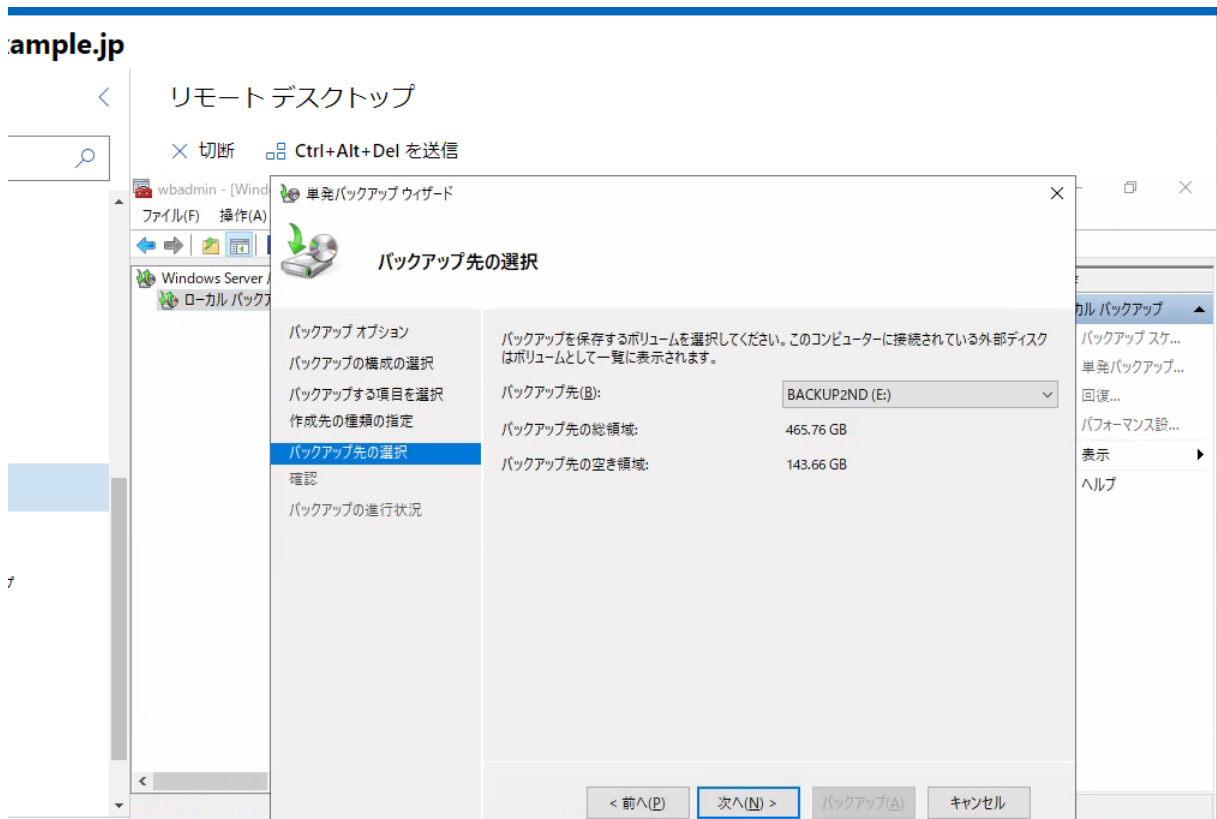 ample.jp
リモート デスクトップ
切断 Ctrl+Alt+Del を送信
wbadmin - [Wind
ファイル(F) 操作(A)
Windows Server
ローカル バックア
単発バックアップ ウィザード
バックアップ先の選択
バックアップ オプション
バックアップの構成の選択
バックアップする項目を選択
作成先の種類の指定
バックアップ先の選択
確認
バックアップの進行状況
バックアップを保存するボリュームを選択してください。このコンピューターに接続されている外部ディスク
はボリュームとして一覧に表示されます。
バックアップ先(B): BACKUP2ND (E:)
バックアップ先の総領域: 465.76 GB
バックアップ先の空き領域: 143.66 GB
< 前へ(P) 次へ(N) > バックアップ(A) キャンセル
カル バックアップ
バックアップ スケ...
単発バックアップ...
回復...
パフォーマンス設...
表示
ヘルプ